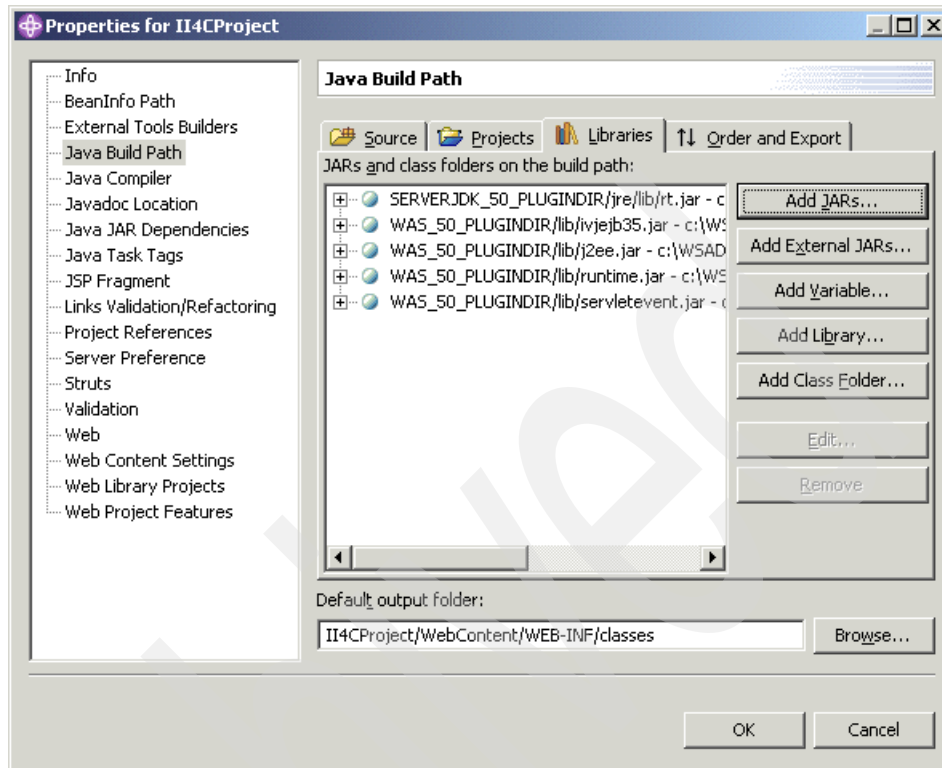 Properties for II4CProject
Info
BeanInfo Path
External Tools Builders
Java Build Path
Java Compiler
Javadoc Location
Java JAR Dependencies
Java Task Tags
JSP Fragment
Links Validation/Refactoring
Project References
Server Preference
Struts
Validation
Web
Web Content Settings
Web Library Projects
Web Project Features
Java Build Path
Source Projects Libraries Order and Export
JARs and class folders on the build path:
SERVERJDK_50_PLUGINDIR/jre/lib/rt.jar - c
WAS_50_PLUGINDIR/lib/ivjejb35.jar - c:\WS
WAS_50_PLUGINDIR/lib/j2ee.jar - c:\WSAD
WAS_50_PLUGINDIR/lib/runtime.jar - c:\WS
WAS_50_PLUGINDIR/lib/servletevent.jar - c
Add JARs...
Add External JARs...
Add Variable...
Add Library...
Add Class Folder...
Edit...
Remove
Default output folder:
II4CProject/WebContent/WEB-INF/classes
Browse...
OK
Cancel